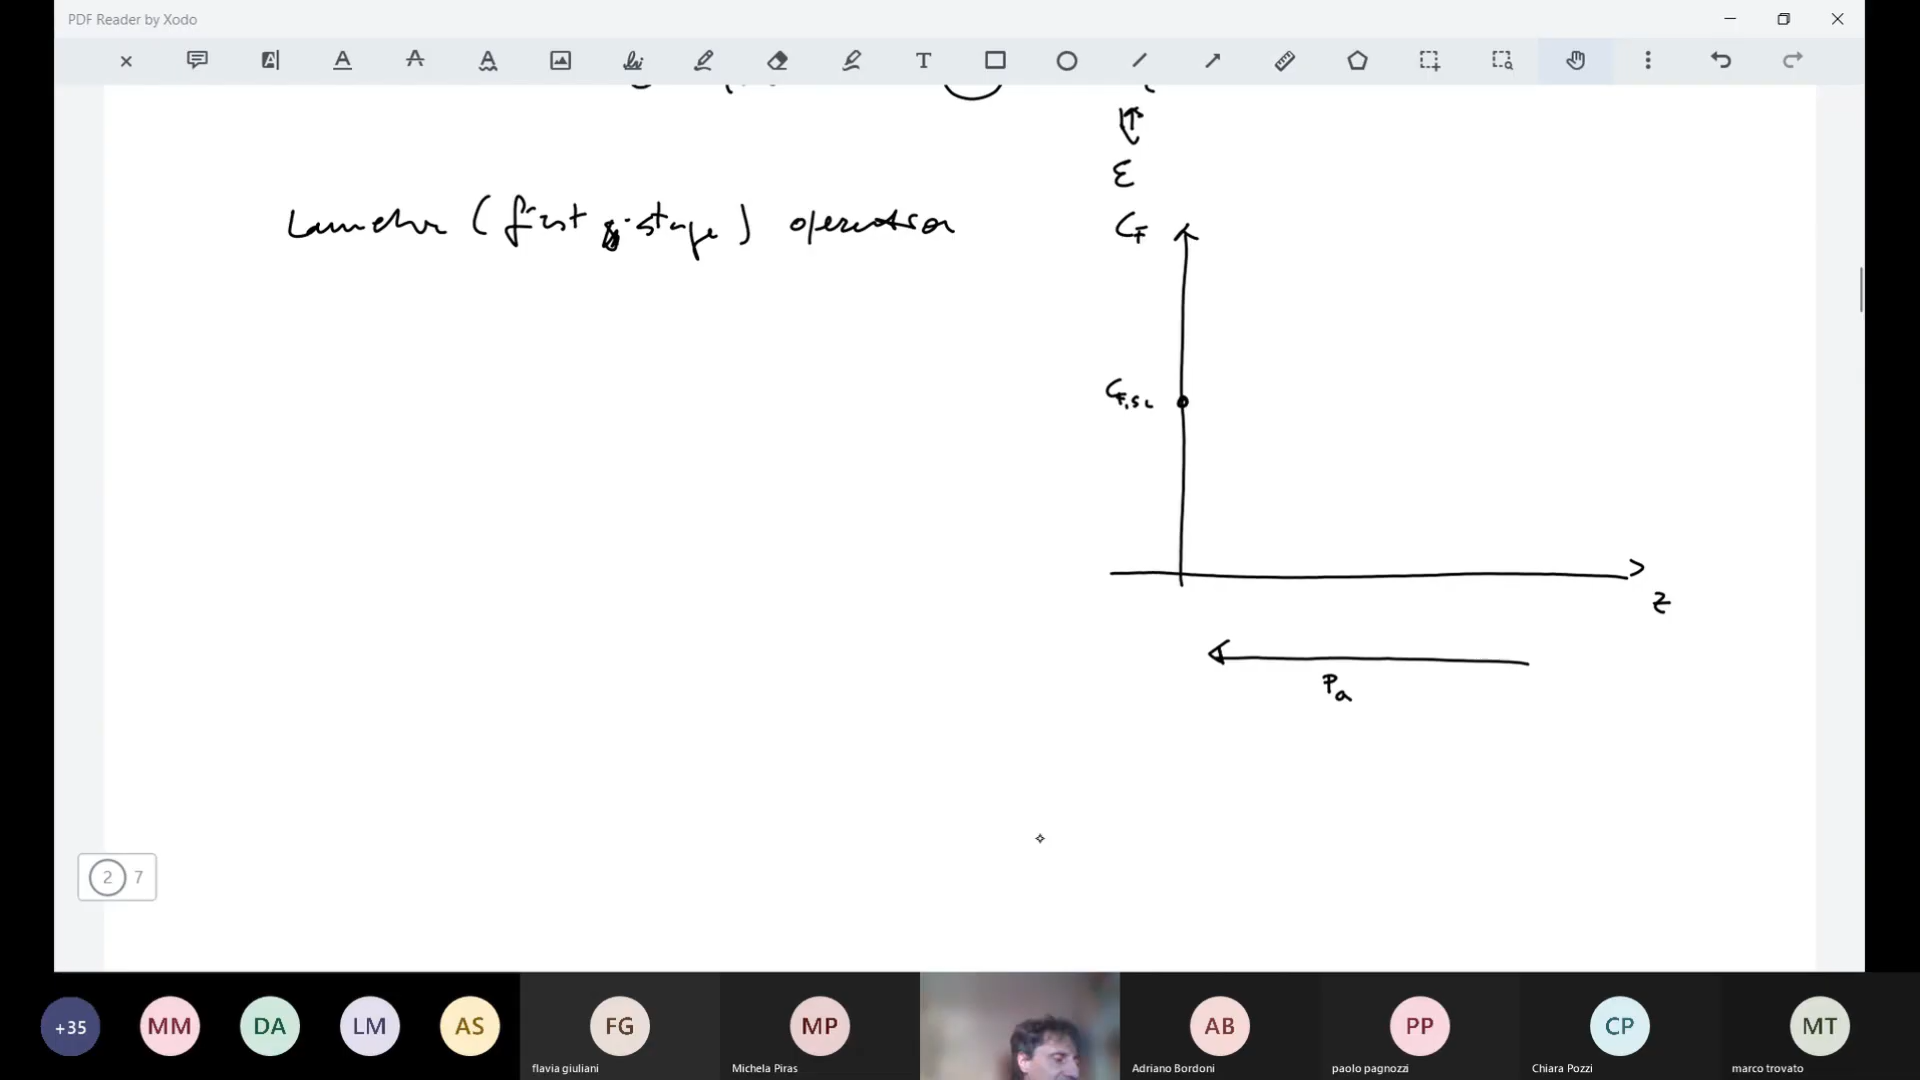 PDF Reader by Xodo
ε
Launcher (first stage) operation
C_F
C_F,SL
z
P_a
2 7
+35 MM DA LM AS FG MP AB PP CP MT
flavia giuliani Michela Piras Adriano Bordoni paolo pagnozzi Chiara Pozzi marco trovato